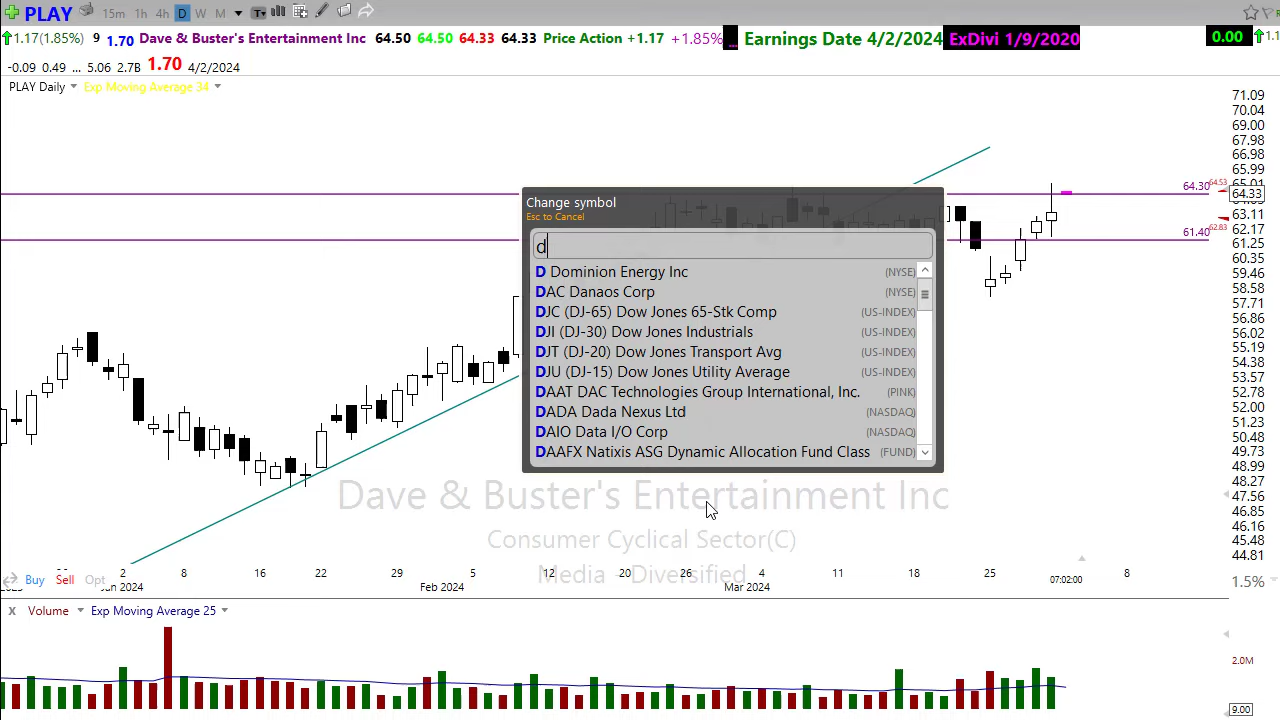 PLAY 15m 1h 4h D W M
1.17(1.85%) 9 1.70 Dave & Buster's Entertainment Inc 64.50 64.50 64.33 64.33 Price Action +1.17 +1.85% ... Earnings Date 4/2/2024 ExDivi 1/9/2020 0.00
-0.09 0.49 ... 5.06 2.7B 1.70 4/2/2024
PLAY Daily Exp Moving Average 34
71.09
70.04
69.00
67.98
66.98
65.99
65.01
64.30 64.53
64.33
63.11
61.40 62.83
62.17
61.25
60.35
59.46
58.58
57.71
56.86
56.02
55.19
54.38
53.57
52.78
52.00
51.23
50.48
49.73
48.99
48.27
47.56
46.85
46.16
45.48
44.81
Change symbol
Esc to Cancel
d
D Dominion Energy Inc (NYSE)
DAC Danaos Corp (NYSE)
DJC (DJ-65) Dow Jones 65-Stk Comp (US-INDEX)
DJI (DJ-30) Dow Jones Industrials (US-INDEX)
DJT (DJ-20) Dow Jones Transport Avg (US-INDEX)
DJU (DJ-15) Dow Jones Utility Average (US-INDEX)
DAAT DAC Technologies Group International, Inc. (PINK)
DADA Dada Nexus Ltd (NASDAQ)
DAIO Data I/O Corp (NASDAQ)
DAAFX Natixis ASG Dynamic Allocation Fund Class (FUND)
Dave & Buster's Entertainment Inc
Consumer Cyclical Sector(C)
Media - Diversified
Buy Sell Opt
2 8 16 22 29 5 12 20 26 4 11 18 25 07:02:00 8
Jan 2024 Feb 2024 Mar 2024
1.5%
X Volume Exp Moving Average 25
2.0M
9.00